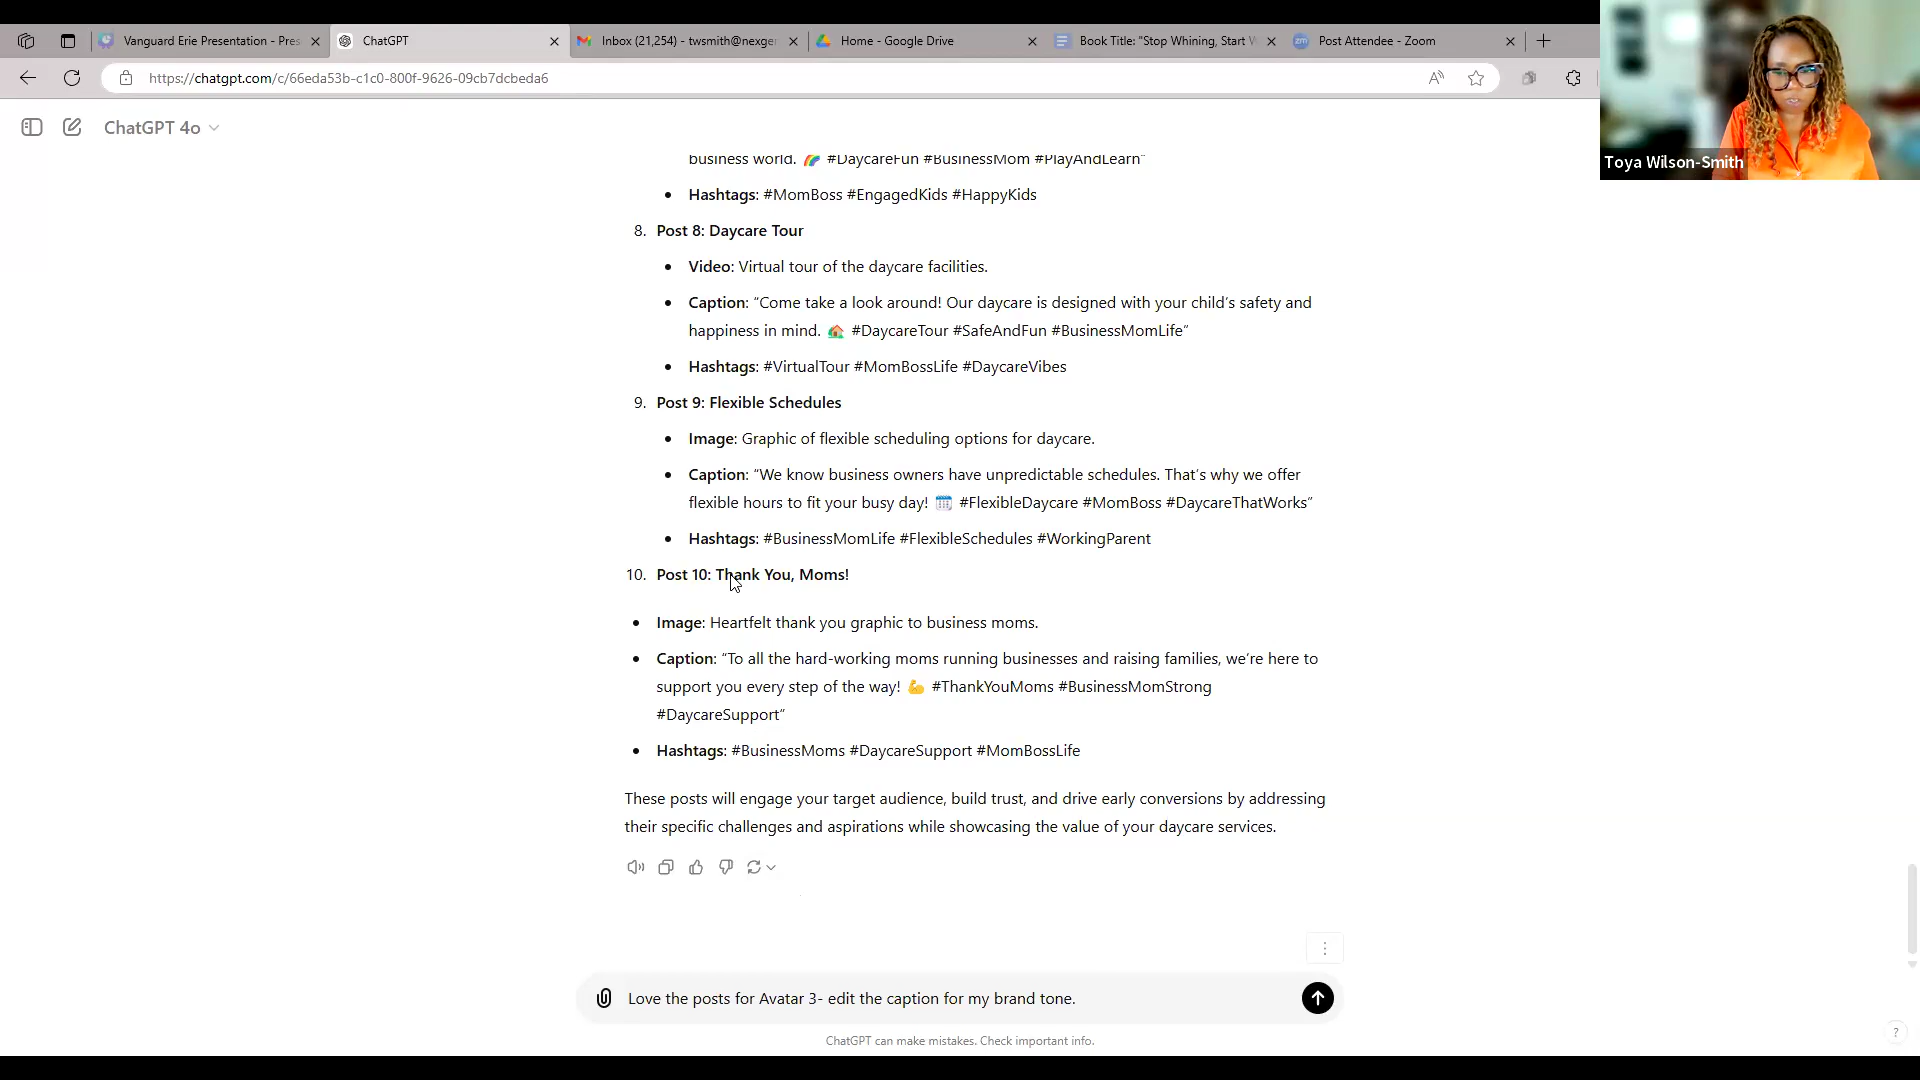 Vanguard Erie Presentation - Pres
ChatGPT
Inbox (21,254) - twsmith@nexge
Home - Google Drive
Book Title: "Stop Whining, Start W
Post Attendee - Zoom
https://chatgpt.com/c/66eda53b-c1c0-800f-9626-09cb7dcbeda6
Toya Wilson-Smith
ChatGPT 4o
business world. 🌈 #DaycareFun #BusinessMom #PlayAndLearn”
• Hashtags: #MomBoss #EngagedKids #HappyKids
8. Post 8: Daycare Tour
• Video: Virtual tour of the daycare facilities.
• Caption: “Come take a look around! Our daycare is designed with your child’s safety and
happiness in mind. 🏡 #DaycareTour #SafeAndFun #BusinessMomLife”
• Hashtags: #VirtualTour #MomBossLife #DaycareVibes
9. Post 9: Flexible Schedules
• Image: Graphic of flexible scheduling options for daycare.
• Caption: “We know business owners have unpredictable schedules. That’s why we offer
flexible hours to fit your busy day! 🗓️ #FlexibleDaycare #MomBoss #DaycareThatWorks”
• Hashtags: #BusinessMomLife #FlexibleSchedules #WorkingParent
10. Post 10: Thank You, Moms!
• Image: Heartfelt thank you graphic to business moms.
• Caption: “To all the hard-working moms running businesses and raising families, we’re here to
support you every step of the way! 💪 #ThankYouMoms #BusinessMomStrong
#DaycareSupport”
• Hashtags: #BusinessMoms #DaycareSupport #MomBossLife
These posts will engage your target audience, build trust, and drive early conversions by addressing
their specific challenges and aspirations while showcasing the value of your daycare services.
Love the posts for Avatar 3- edit the caption for my brand tone.
ChatGPT can make mistakes. Check important info.
?